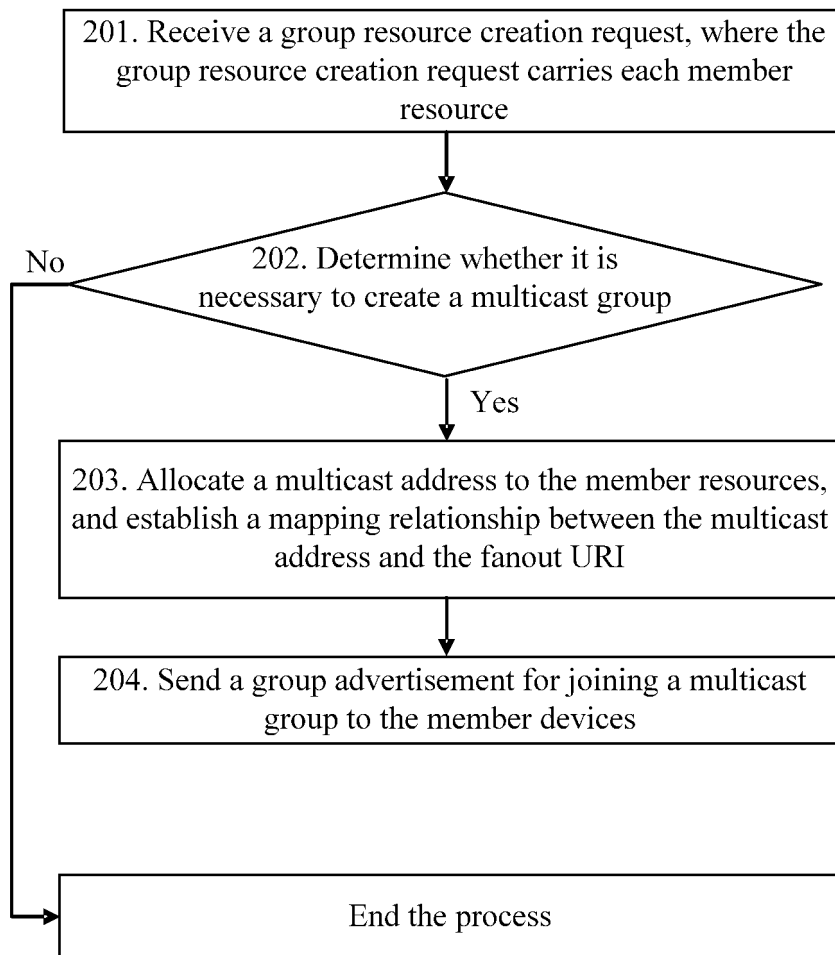 201. Receive a group resource creation request, where the
group resource creation request carries each member
resource
No
202. Determine whether it is
necessary to create a multicast group
Yes
203. Allocate a multicast address to the member resources,
and establish a mapping relationship between the multicast
address and the fanout URI
204. Send a group advertisement for joining a multicast
group to the member devices
End the process